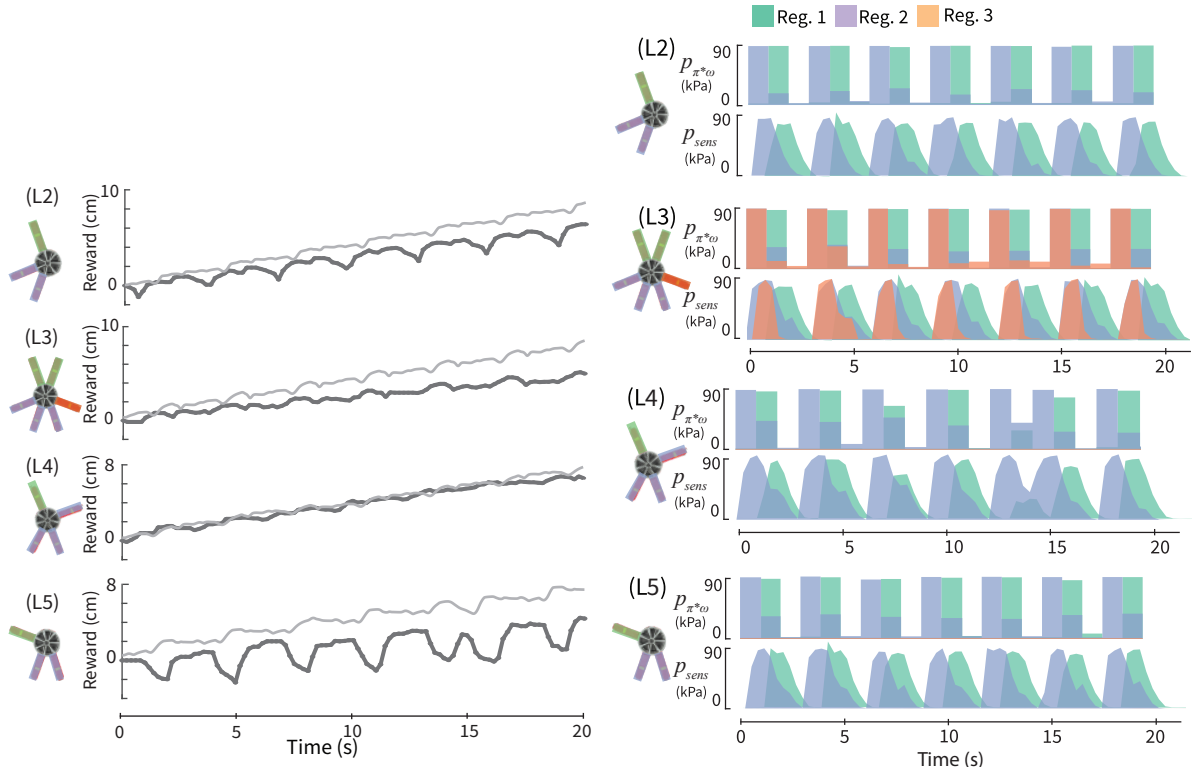 Reg. 1 Reg. 2 Reg. 3
(L2)
10
0
Reward (cm)
(L3)
10
0
Reward (cm)
(L4)
8
0
Reward (cm)
(L5)
8
0
Reward (cm)
0 5 10 15 20
Time (s)
(L2)
90
pπ*ω
(kPa)
0
90
psens
(kPa)
0
(L3)
90
pπ*ω
(kPa)
0
90
psens
(kPa)
0
0 5 10 15 20
(L4)
90
pπ*ω
(kPa)
0
90
psens
(kPa)
0
0 5 10 15 20
(L5)
90
pπ*ω
(kPa)
0
90
psens
(kPa)
0
0 5 10 15 20
Time (s)